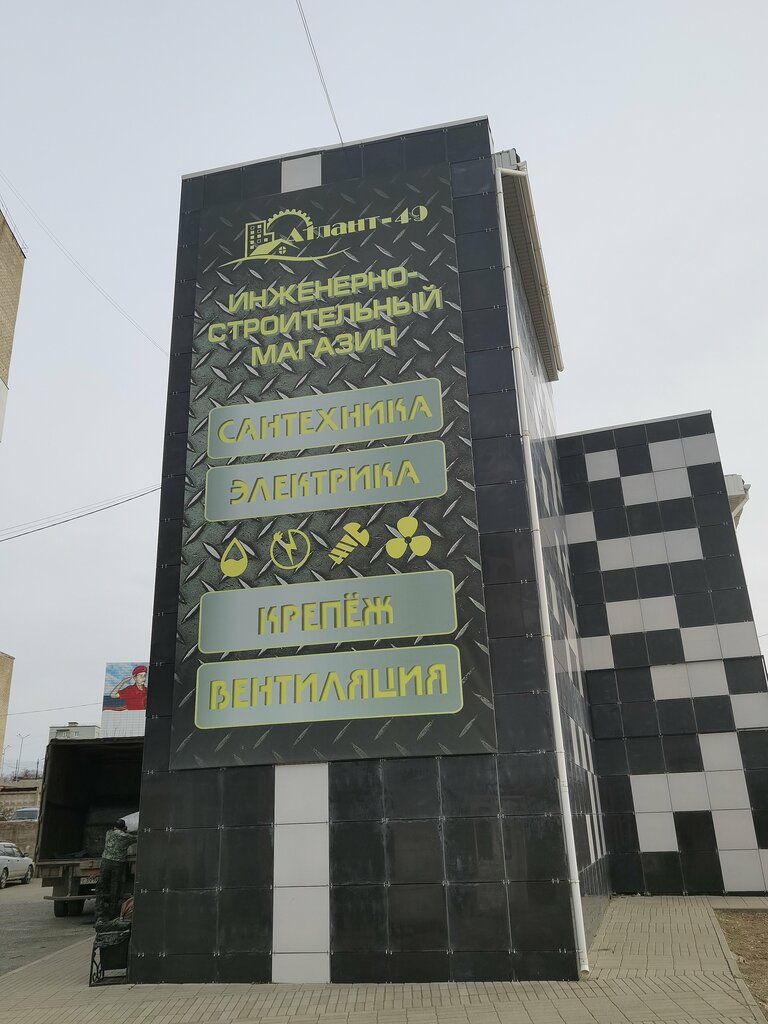 Атлант-49
ИНЖЕНЕРНО-
СТРОИТЕЛЬНЫЙ
МАГАЗИН
САНТЕХНИКА
ЭЛЕКТРИКА
КРЕПЁЖ
ВЕНТИЛЯЦИЯ